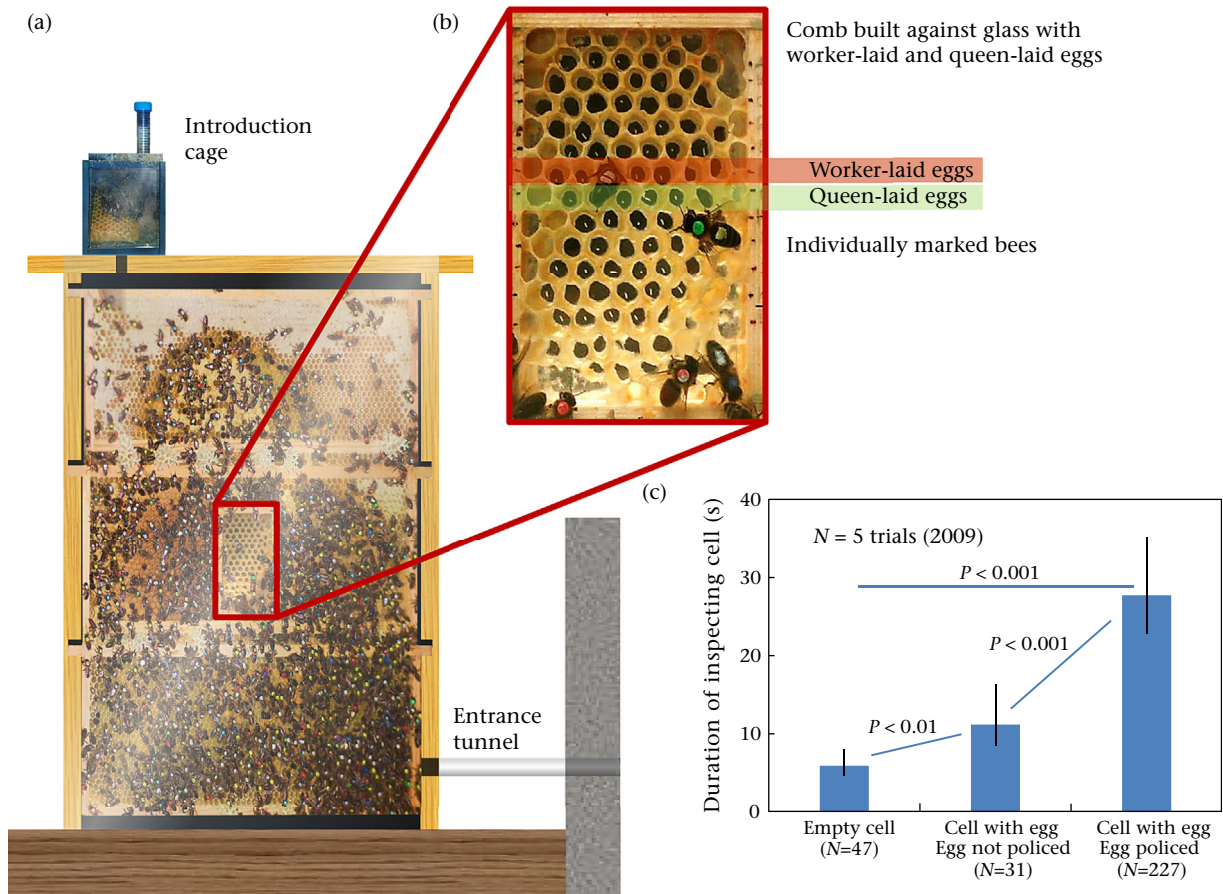 (a)
Introduction
cage
(b)
Comb built against glass with
worker-laid and queen-laid eggs
Worker-laid eggs
Queen-laid eggs
Individually marked bees
Entrance
tunnel
(c)
Duration of inspecting cell (s)
40
30
20
10
0
N = 5 trials (2009)
P < 0.001
P < 0.001
P < 0.01
Empty cell
(N=47)
Cell with egg
Egg not policed
(N=31)
Cell with egg
Egg policed
(N=227)